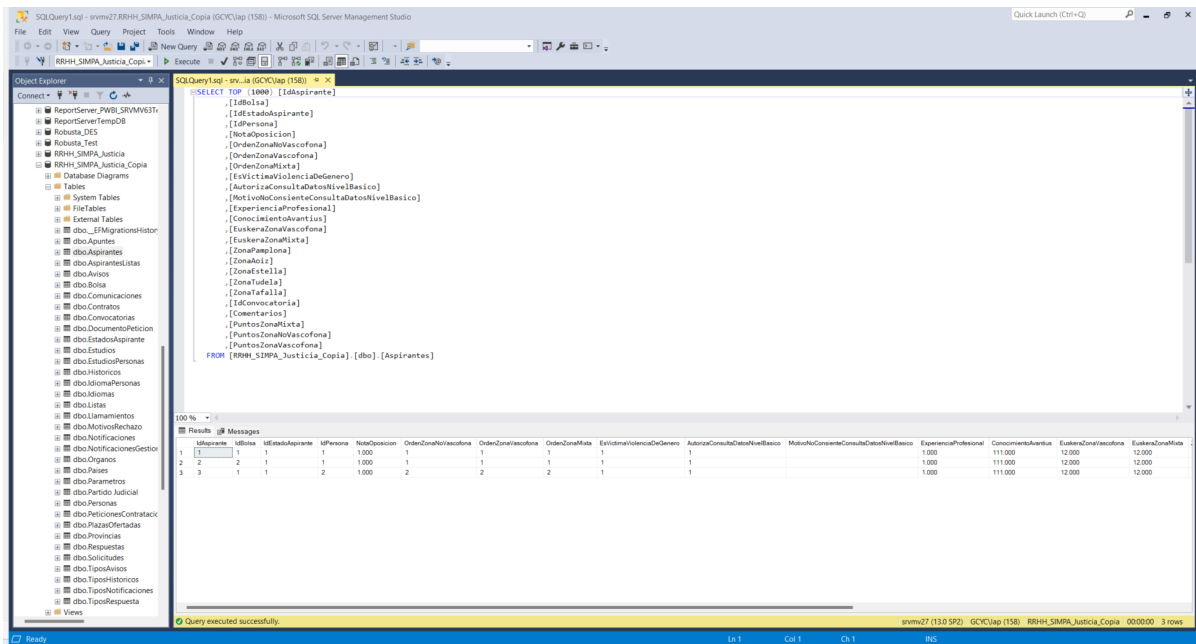 SQLQuery1.sql - srvmv27.RRHH_SIMPA_Justicia_Copia (GCYC\lap (158)) - Microsoft SQL Server Management Studio
Quick Launch (Ctrl+Q)
File Edit View Query Project Tools Window Help
New Query
RRHH_SIMPA_Justicia_Copi
Execute
Object Explorer
Connect
ReportServer_PWBI_SRVMV63T
ReportServerTempDB
Robusta_DES
Robusta_Test
RRHH_SIMPA_Justicia
RRHH_SIMPA_Justicia_Copia
Database Diagrams
Tables
System Tables
FileTables
External Tables
dbo.__EFMigrationsHistor
dbo.Apuntes
dbo.Aspirantes
dbo.AspirantesListas
dbo.Avisos
dbo.Bolsa
dbo.Comunicaciones
dbo.Contratos
dbo.Convocatorias
dbo.DocumentoPeticion
dbo.EstadosAspirante
dbo.Estudios
dbo.EstudiosPersonas
dbo.Historicos
dbo.IdiomaPersonas
dbo.Idiomas
dbo.Listas
dbo.Llamamientos
dbo.MotivosRechazo
dbo.Notificaciones
dbo.NotificacionesGestior
dbo.Organos
dbo.Paises
dbo.Parametros
dbo.Partido Judicial
dbo.Personas
dbo.PeticionesContratacic
dbo.PlazasOfertadas
dbo.Provincias
dbo.Respuestas
dbo.Solicitudes
dbo.TiposAvisos
dbo.TiposHistoricos
dbo.TiposNotificaciones
dbo.TiposRespuesta
Views
SQLQuery1.sql - srv...ia (GCYC\lap (158))
SELECT TOP (1000) [IdAspirante]
,[IdBolsa]
,[IdEstadoAspirante]
,[IdPersona]
,[NotaOposicion]
,[OrdenZonaNoVascofona]
,[OrdenZonaVascofona]
,[OrdenZonaMixta]
,[EsVictimaViolenciaDeGenero]
,[AutorizaConsultaDatosNivelBasico]
,[MotivoNoConsienteConsultaDatosNivelBasico]
,[ExperienciaProfesional]
,[ConocimientoAvantius]
,[EuskeraZonaVascofona]
,[EuskeraZonaMixta]
,[ZonaPamplona]
,[ZonaAoiz]
,[ZonaEstella]
,[ZonaTudela]
,[ZonaTafalla]
,[IdConvocatoria]
,[Comentarios]
,[PuntosZonaMixta]
,[PuntosZonaNoVascofona]
,[PuntosZonaVascofona]
FROM [RRHH_SIMPA_Justicia_Copia].[dbo].[Aspirantes]
100 %
Results Messages
IdAspirante IdBolsa IdEstadoAspirante IdPersona NotaOposicion OrdenZonaNoVascofona OrdenZonaVascofona OrdenZonaMixta EsVictimaViolenciaDeGenero AutorizaConsultaDatosNivelBasico MotivoNoConsienteConsultaDatosNivelBasico ExperienciaProfesional ConocimientoAvantius EuskeraZonaVascofona EuskeraZonaMixta
1 1 1 1 1 1.000 1 1 1 1 1 1.000 111.000 12.000 12.000
2 2 2 1 1 1.000 1 1 1 1 1 1.000 111.000 12.000 12.000
3 3 1 1 2 1.000 2 2 2 1 1 1.000 111.000 12.000 12.000
Query executed successfully.
srvmv27 (13.0 SP2) GCYC\lap (158) RRHH_SIMPA_Justicia_Copia 00:00:00 3 rows
Ready Ln 1 Col 1 Ch 1 INS